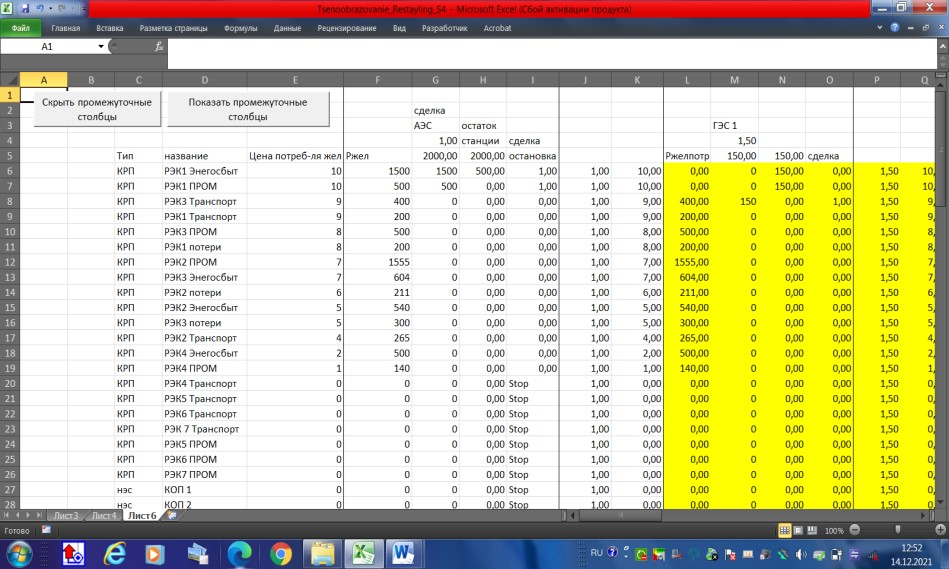 Tsenoobrazovanie_Restayling_S4 - Microsoft Excel (Сбой активации продукта)
Файл Главная Вставка Разметка страницы Формулы Данные Рецензирование Вид Разработчик Acrobat
A1 fx
A B C D E F G H I J K L M N O P Q
1 Скрыть промежуточные столбцы Показать промежуточные столбцы
2 сделка
3 АЭС остаток ГЭС 1
4 1,00 станции сделка 1,50
5 Тип название Цена потреб-ля жел Pжел 2000,00 2000,00 остановка Pжелпотр 150,00 150,00 сделка
6 КРП РЭК1 Энегосбыт 10 1500 1500 500,00 1,00 1,00 10,00 0,00 0 150,00 0,00 1,50 10,
7 КРП РЭК1 ПРОМ 10 500 500 0,00 1,00 1,00 10,00 0,00 0 150,00 0,00 1,50 10,
8 КРП РЭК3 Транспорт 9 400 0 0,00 0,00 1,00 9,00 400,00 150 0,00 1,00 1,50 9,
9 КРП РЭК1 Транспорт 9 200 0 0,00 0,00 1,00 9,00 200,00 0 0,00 0,00 1,50 9,
10 КРП РЭК3 ПРОМ 8 500 0 0,00 0,00 1,00 8,00 500,00 0 0,00 0,00 1,50 8,
11 КРП РЭК1 потери 8 200 0 0,00 0,00 1,00 8,00 200,00 0 0,00 0,00 1,50 8,
12 КРП РЭК2 ПРОМ 7 1555 0 0,00 0,00 1,00 7,00 1555,00 0 0,00 0,00 1,50 7,
13 КРП РЭК3 Энегосбыт 7 604 0 0,00 0,00 1,00 7,00 604,00 0 0,00 0,00 1,50 7,
14 КРП РЭК2 потери 6 211 0 0,00 0,00 1,00 6,00 211,00 0 0,00 0,00 1,50 6,
15 КРП РЭК2 Энегосбыт 5 540 0 0,00 0,00 1,00 5,00 540,00 0 0,00 0,00 1,50 5,
16 КРП РЭК3 потери 5 300 0 0,00 0,00 1,00 5,00 300,00 0 0,00 0,00 1,50 5,
17 КРП РЭК2 Транспорт 4 265 0 0,00 0,00 1,00 4,00 265,00 0 0,00 0,00 1,50 4,
18 КРП РЭК4 Энегосбыт 2 500 0 0,00 0,00 1,00 2,00 500,00 0 0,00 0,00 1,50 2,
19 КРП РЭК4 ПРОМ 1 140 0 0,00 0,00 1,00 1,00 140,00 0 0,00 0,00 1,50 1,
20 КРП РЭК4 Транспорт 0 0 0 0,00 Stop 1,00 0,00 0,00 0 0,00 0,00 1,50 0,
21 КРП РЭК5 Транспорт 0 0 0 0,00 Stop 1,00 0,00 0,00 0 0,00 0,00 1,50 0,
22 КРП РЭК6 Транспорт 0 0 0 0,00 Stop 1,00 0,00 0,00 0 0,00 0,00 1,50 0,
23 КРП РЭК 7 Транспорт 0 0 0 0,00 Stop 1,00 0,00 0,00 0 0,00 0,00 1,50 0,
24 КРП РЭК5 ПРОМ 0 0 0 0,00 Stop 1,00 0,00 0,00 0 0,00 0,00 1,50 0,
25 КРП РЭК6 ПРОМ 0 0 0 0,00 Stop 1,00 0,00 0,00 0 0,00 0,00 1,50 0,
26 КРП РЭК7 ПРОМ 0 0 0 0,00 Stop 1,00 0,00 0,00 0 0,00 0,00 1,50 0,
27 нэс КОП 1 0 0 0 0,00 Stop 1,00 0,00 0,00 0 0,00 0,00 1,50 0,
28 нэс КОП 2 0 0 0 0,00 Stop 1,00 0,00 0,00 0 0,00 0,00 1,50 0,
Лист3 Лист4 Лист6
Готово 100%
RU 12:52
14.12.2021